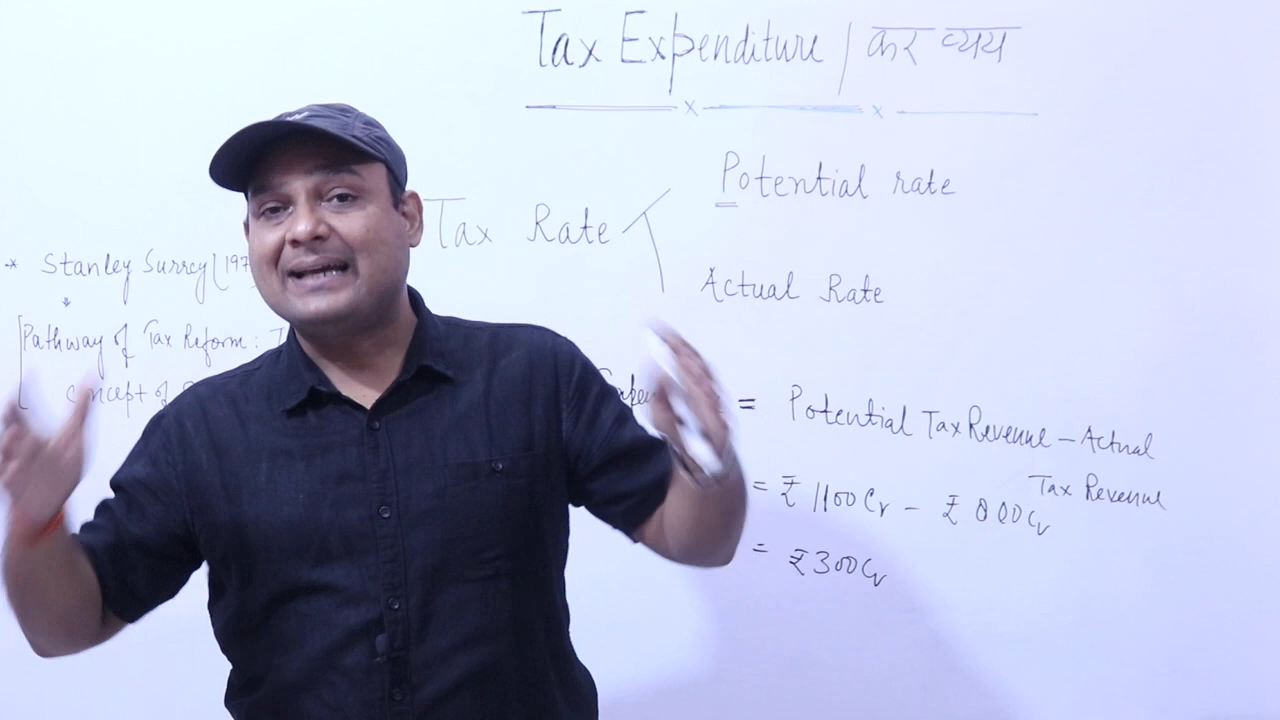 Tax Expenditure / कर व्यय
Potential rate
Tax Rate
Actual Rate
* Stanley Surrey (197
[Pathway of Tax Reform :
concept of
= Potential Tax Revenue - Actual
Tax Revenue
= ₹ 1100 Cr - ₹ 800 Cr
= ₹ 300 Cr